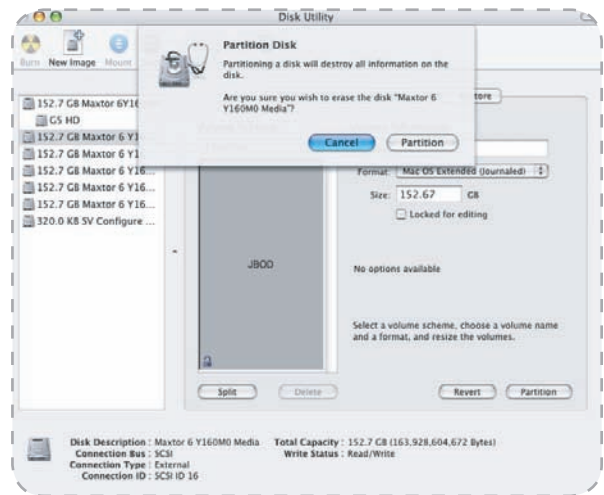 Disk Utility
Burn New Image Mount
Partition Disk
Partitioning a disk will destroy all information on the
disk.
Are you sure you wish to erase the disk "Maxtor 6
Y160M0 Media"?
Cancel Partition
152.7 GB Maxtor 6Y16
G5 HD
152.7 GB Maxtor 6 Y1
152.7 GB Maxtor 6 Y1
152.7 GB Maxtor 6 Y16...
152.7 GB Maxtor 6 Y16...
152.7 GB Maxtor 6 Y16...
320.0 KB SV Configure ...
Format: Mac OS Extended (Journaled)
Size: 152.67 GB
Locked for editing
JBOD
No options available
Select a volume scheme, choose a volume name
and a format, and resize the volumes.
Split Delete Revert Partition
Disk Description : Maxtor 6 Y160M0 Media Total Capacity : 152.7 GB (163,928,604,672 Bytes)
Connection Bus : SCSI Write Status : Read/Write
Connection Type : External
Connection ID : SCSI ID 16